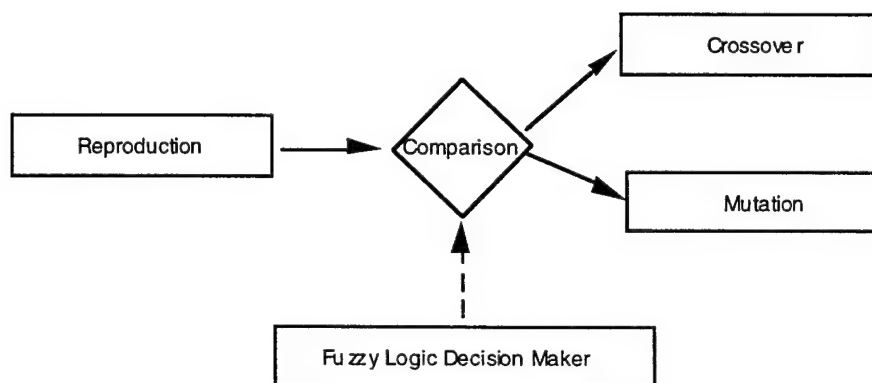 Crossover
Reproduction
Comparison
Mutation
Fuzzy Logic Decision Maker